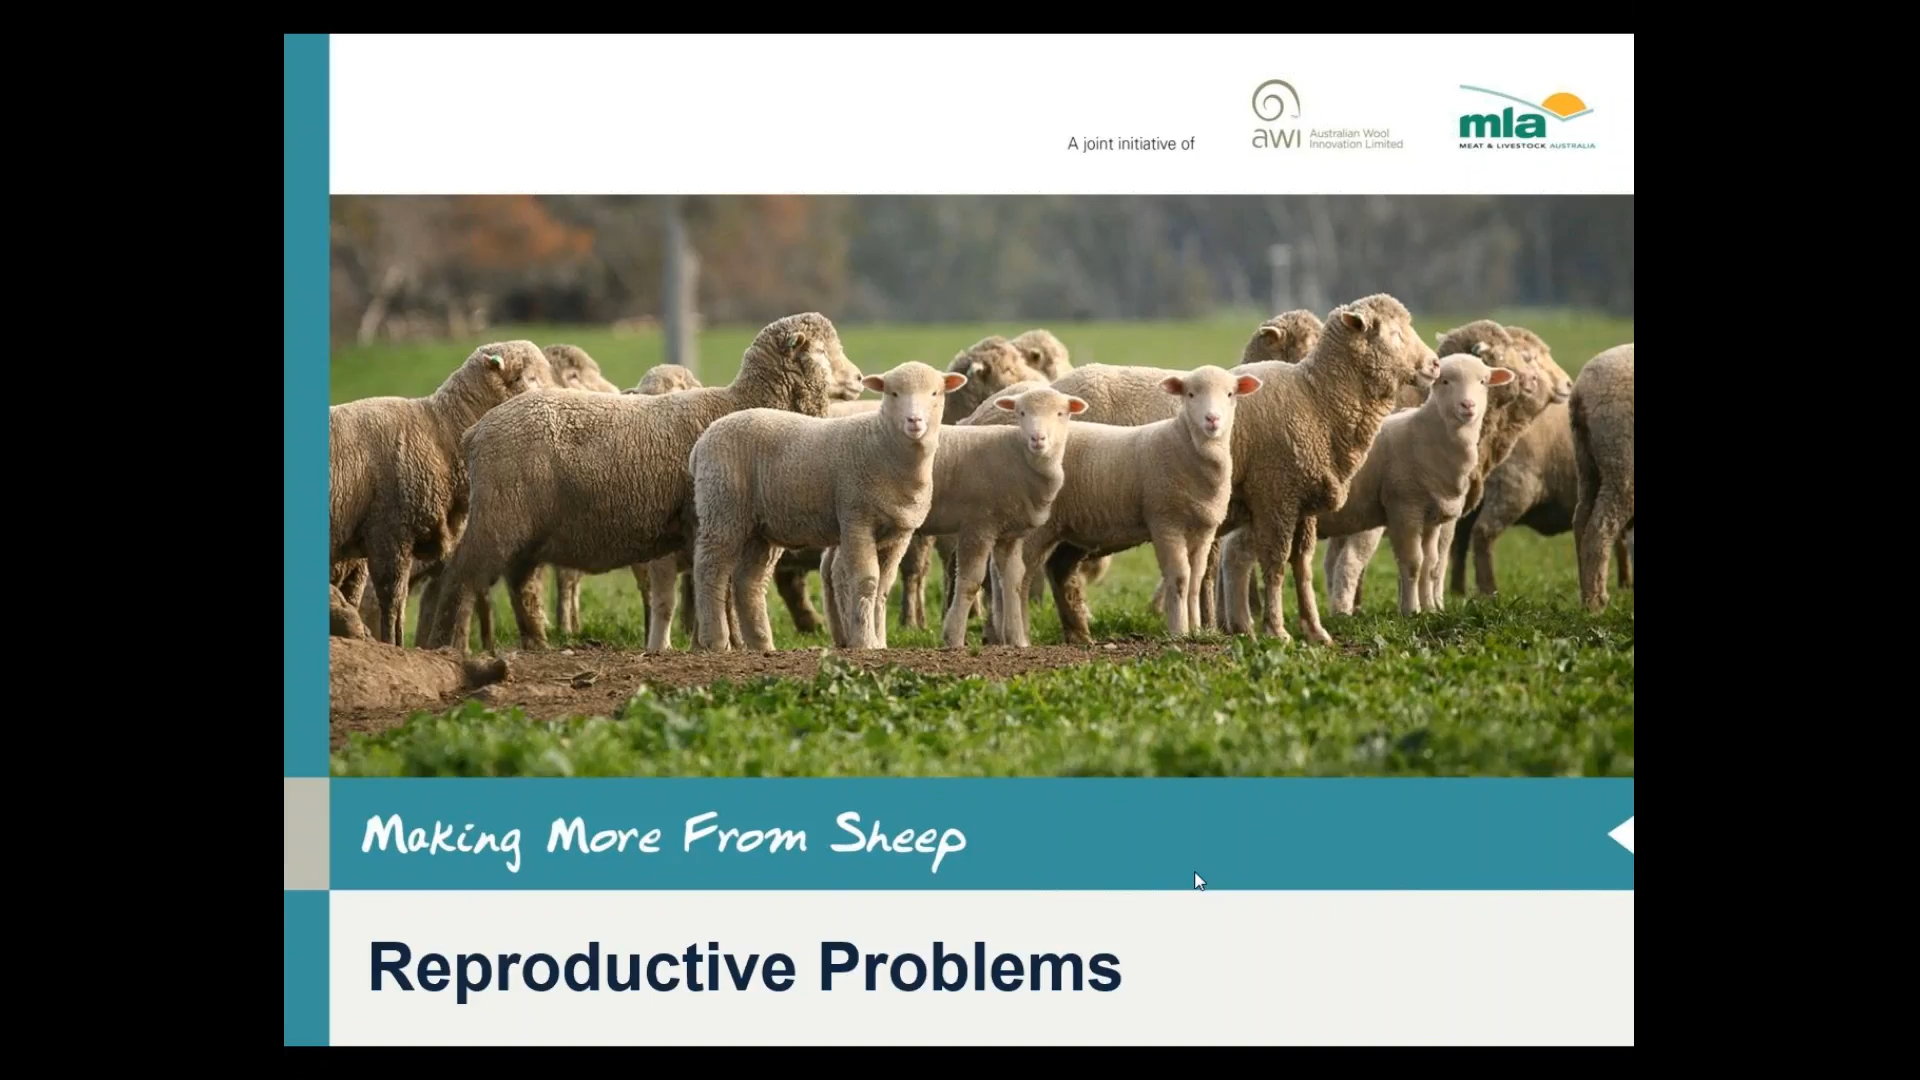 A joint initiative of
awi
Australian Wool
Innovation Limited
mla
MEAT & LIVESTOCK AUSTRALIA
Making More From Sheep
Reproductive Problems